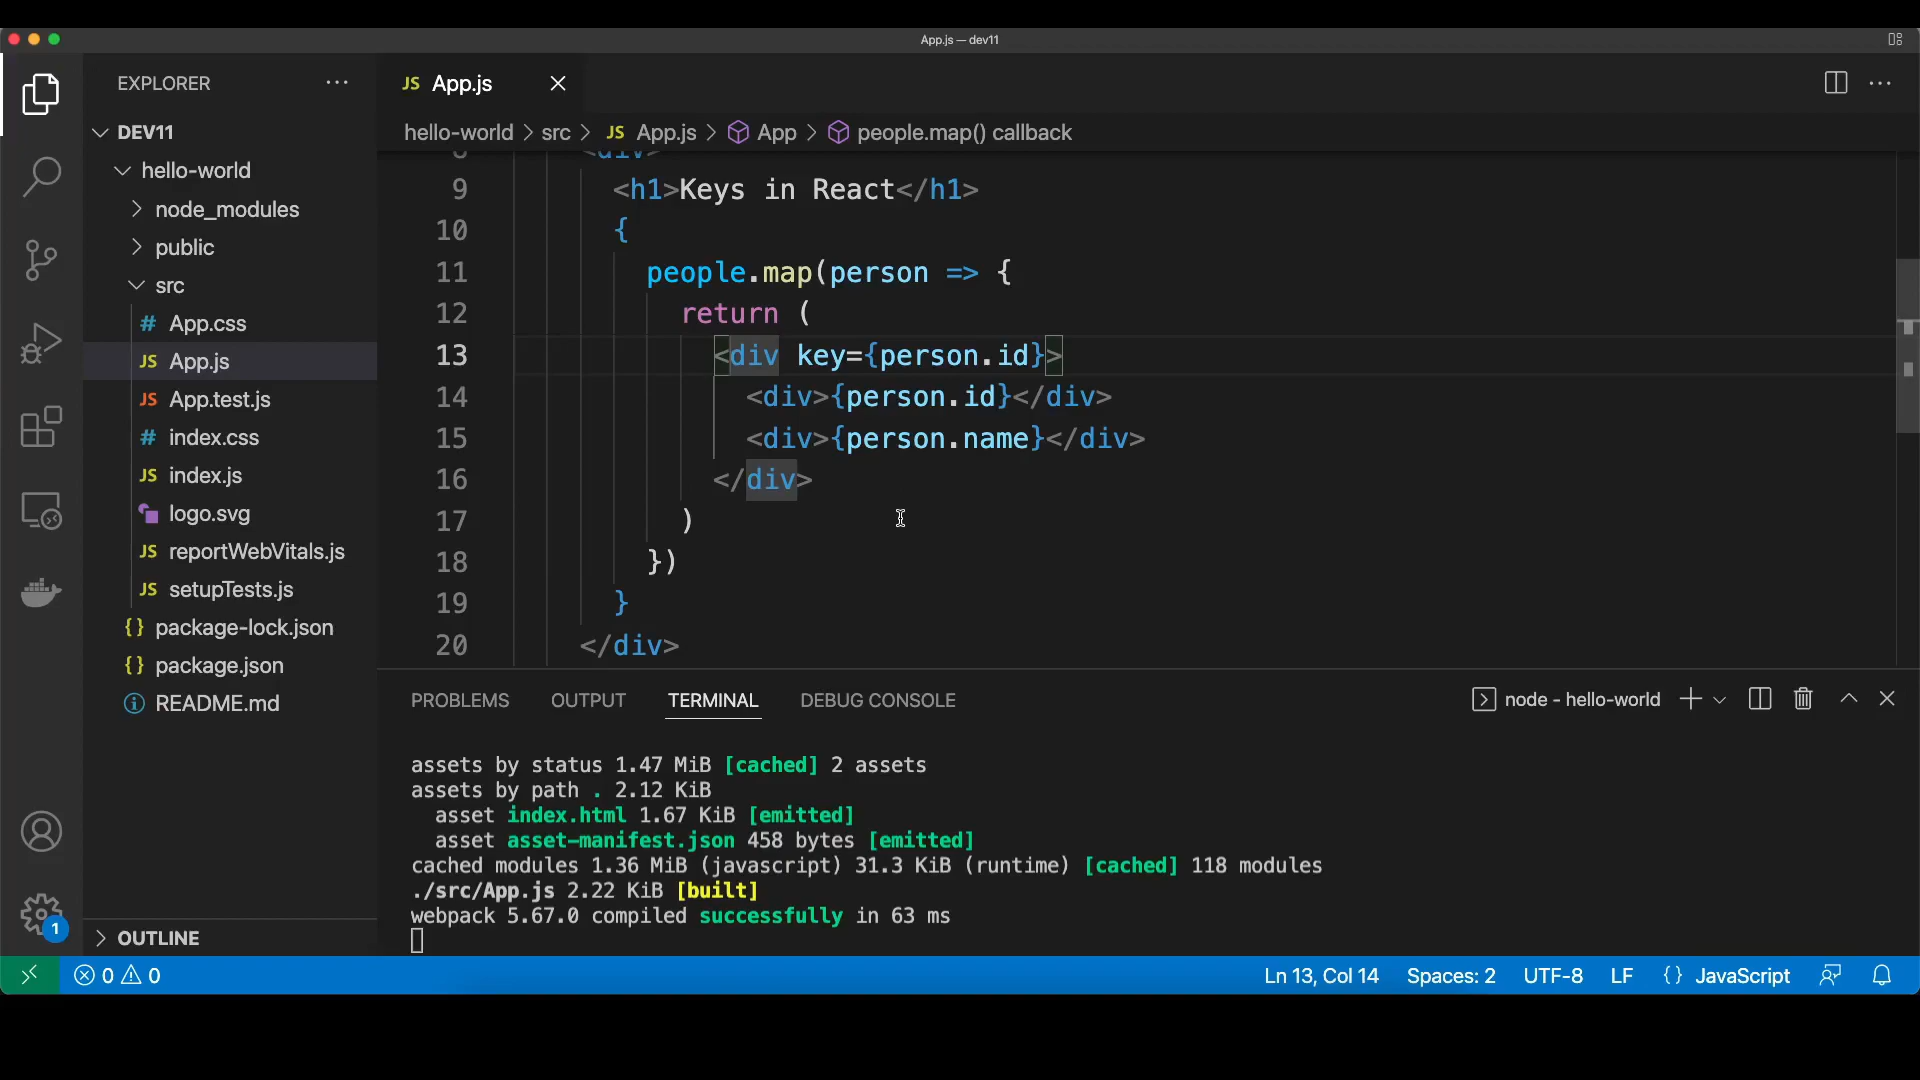 App.js — dev11
EXPLORER
DEV11
hello-world
node_modules
public
src
# App.css
JS App.js
JS App.test.js
# index.css
JS index.js
logo.svg
JS reportWebVitals.js
JS setupTests.js
{} package-lock.json
{} package.json
README.md
OUTLINE
1
JS App.js
hello-world > src > JS App.js > App > people.map() callback
8 <div>
9 <h1>Keys in React</h1>
10 {
11 people.map(person => {
12 return (
13 <div key={person.id}>
14 <div>{person.id}</div>
15 <div>{person.name}</div>
16 </div>
17 )
18 })
19 }
20 </div>
PROBLEMS OUTPUT TERMINAL DEBUG CONSOLE
node - hello-world
assets by status 1.47 MiB [cached] 2 assets
assets by path . 2.12 KiB
asset index.html 1.67 KiB [emitted]
asset asset-manifest.json 458 bytes [emitted]
cached modules 1.36 MiB (javascript) 31.3 KiB (runtime) [cached] 118 modules
./src/App.js 2.22 KiB [built]
webpack 5.67.0 compiled successfully in 63 ms
0 0
Ln 13, Col 14 Spaces: 2 UTF-8 LF {} JavaScript